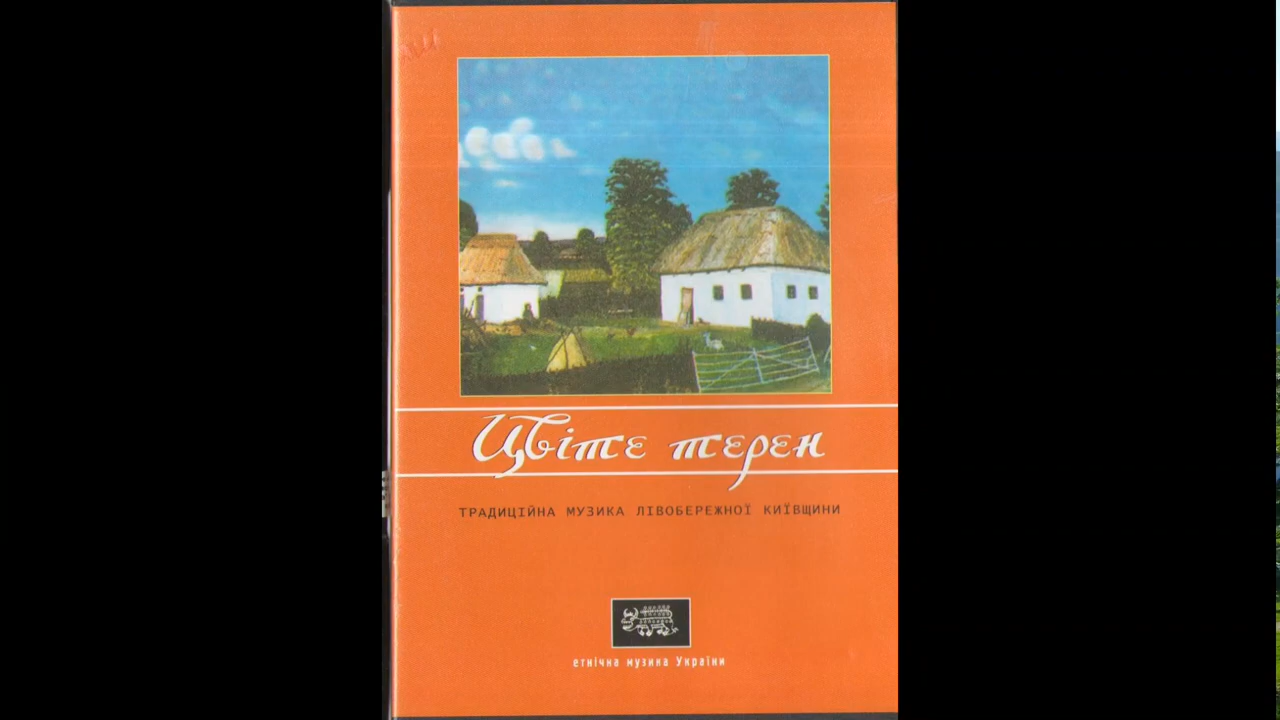 Цвіте терен
ТРАДИЦІЙНА МУЗИКА ЛІВОБЕРЕЖНОЇ КИЇВЩИНИ
етнічна музика України